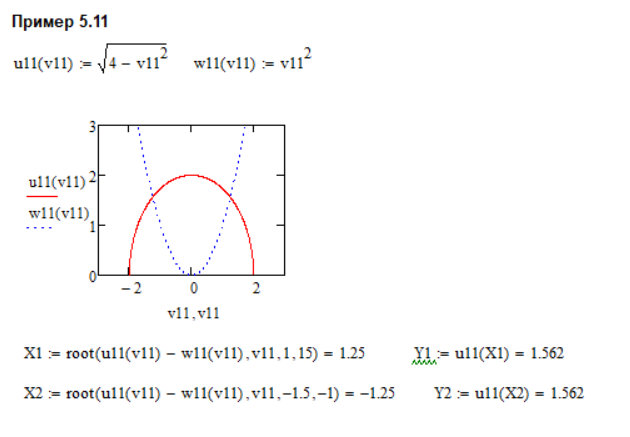 Пример 5.11
u11(v11) := √(4 − v11²) w11(v11) := v11²
3
u11(v11) 2
w11(v11)
1
0
−2 0 2
v11,v11
X1 := root(u11(v11) − w11(v11),v11,1,15) = 1.25 Y1 := u11(X1) = 1.562
X2 := root(u11(v11) − w11(v11),v11,−1.5,−1) = −1.25 Y2 := u11(X2) = 1.562